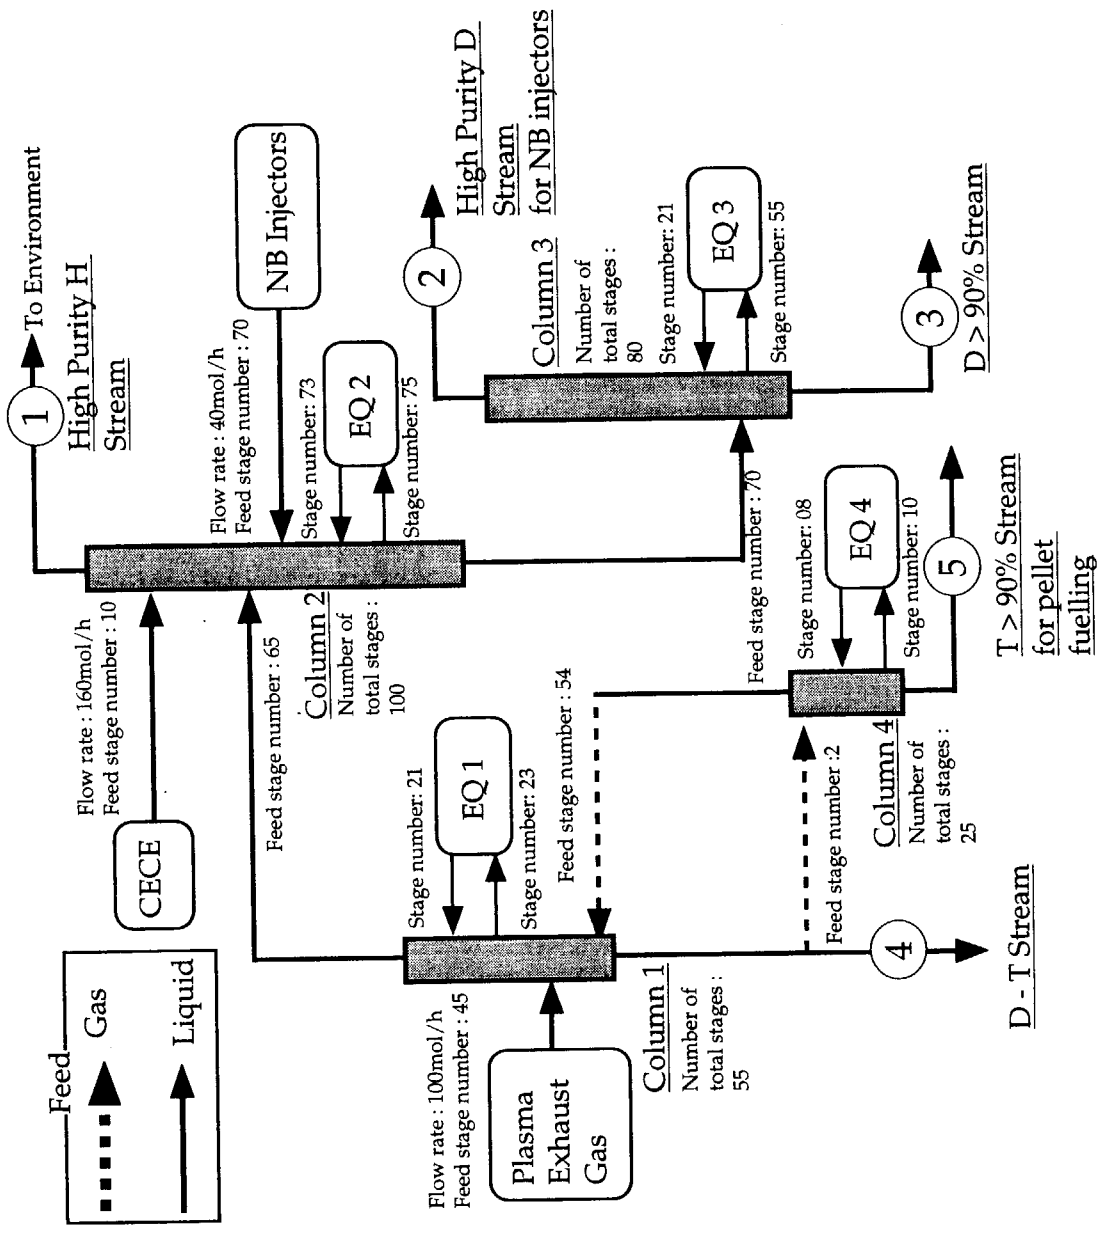 Feed
Gas
Liquid
CECE
Flow rate : 160mol/h
Feed stage number : 10
1
To Environment
High Purity H
Stream
Flow rate : 40mol/h
Feed stage number : 70
NB Injectors
Feed stage number : 65
Column 2
Number of
total stages :
100
Stage number: 73
EQ 2
Stage number: 75
2
High Purity D
Stream
for NB injectors
Column 3
Number of
total stages :
80
Stage number: 21
EQ 3
Stage number: 55
3
D > 90% Stream
Feed stage number : 70
Flow rate : 100mol/h
Feed stage number : 45
Plasma
Exhaust
Gas
Stage number: 21
EQ 1
Stage number: 23
Feed stage number : 54
Column 1
Number of
total stages :
55
Feed stage number :2
Column 4
Number of
total stages :
25
Stage number: 08
EQ 4
Stage number: 10
4
D - T Stream
5
T > 90% Stream
for pellet
fuelling